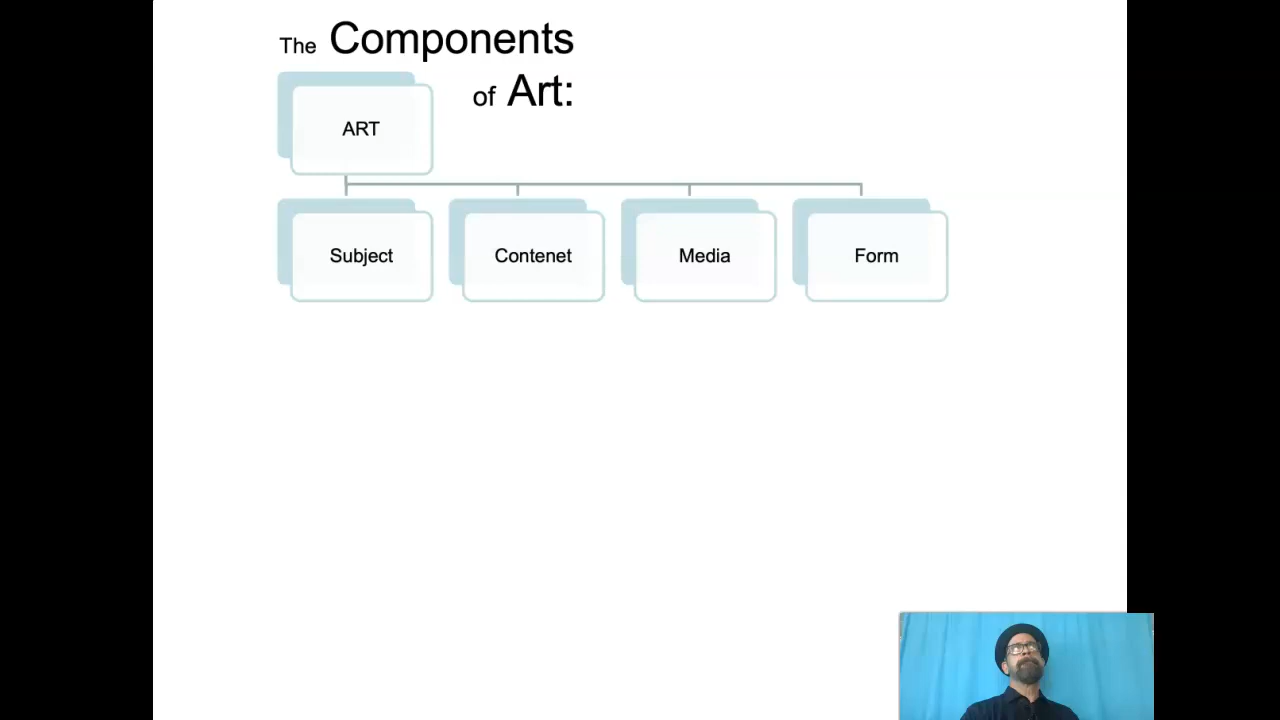 The Components
of Art:
ART
Subject
Contenet
Media
Form